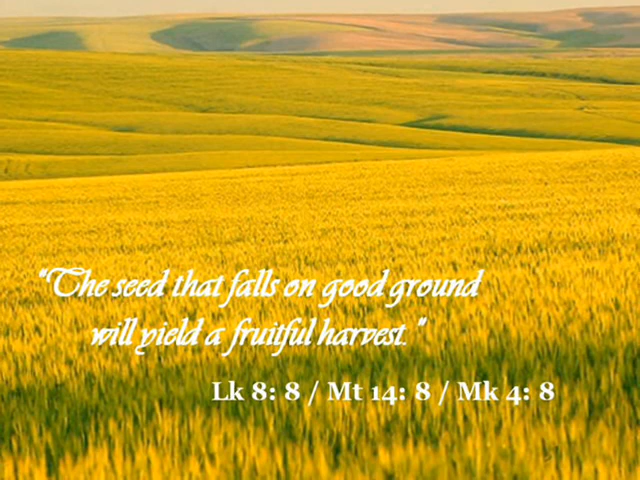 “The seed that falls on good ground
will yield a fruitful harvest.”
Lk 8: 8 / Mt 14: 8 / Mk 4: 8